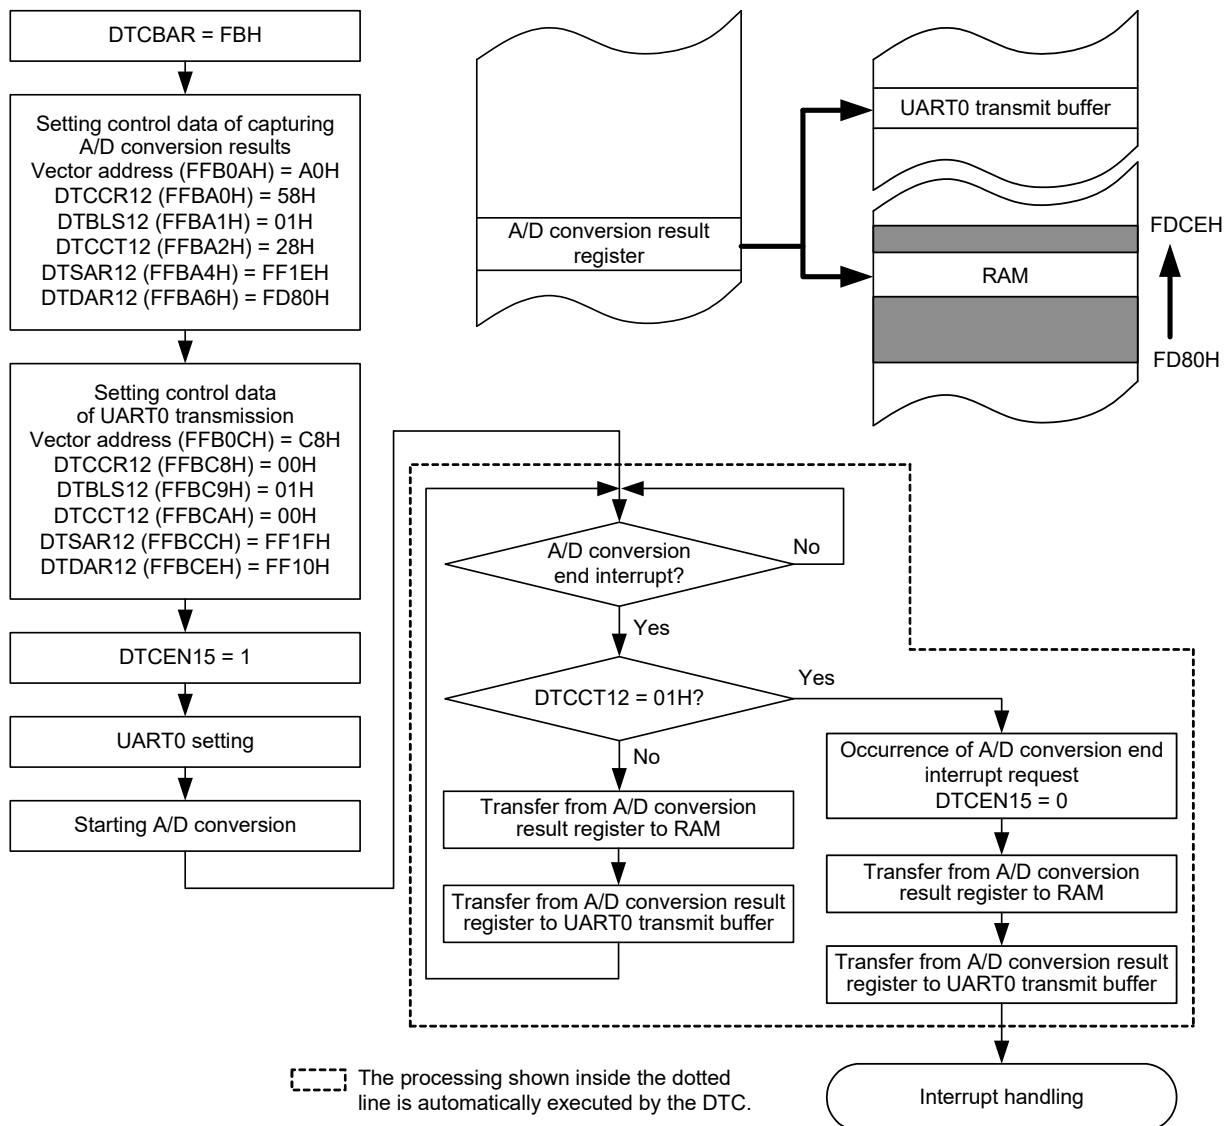 DTCBAR = FBH
Setting control data of capturing
A/D conversion results
Vector address (FFB0AH) = A0H
DTCCR12 (FFBA0H) = 58H
DTBLS12 (FFBA1H) = 01H
DTCCT12 (FFBA2H) = 28H
DTSAR12 (FFBA4H) = FF1EH
DTDAR12 (FFBA6H) = FD80H
Setting control data
of UART0 transmission
Vector address (FFB0CH) = C8H
DTCCR12 (FFBC8H) = 00H
DTBLS12 (FFBC9H) = 01H
DTCCT12 (FFBCAH) = 00H
DTSAR12 (FFBCCH) = FF1FH
DTDAR12 (FFBCEH) = FF10H
DTCEN15 = 1
UART0 setting
Starting A/D conversion
A/D conversion result
register
UART0 transmit buffer
RAM
FDCEH
FD80H
A/D conversion
end interrupt?
No
Yes
DTCCT12 = 01H?
Yes
No
Transfer from A/D conversion
result register to RAM
Transfer from A/D conversion result
register to UART0 transmit buffer
Occurrence of A/D conversion end
interrupt request
DTCEN15 = 0
Transfer from A/D conversion
result register to RAM
Transfer from A/D conversion result
register to UART0 transmit buffer
Interrupt handling
The processing shown inside the dotted
line is automatically executed by the DTC.